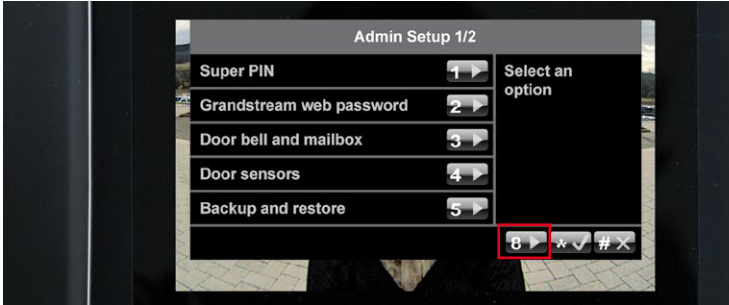 Admin Setup 1/2
Super PIN 1
Select an
Grandstream web password 2
option
Door bell and mailbox 3
Door sensors 4
Backup and restore 5
8 * #